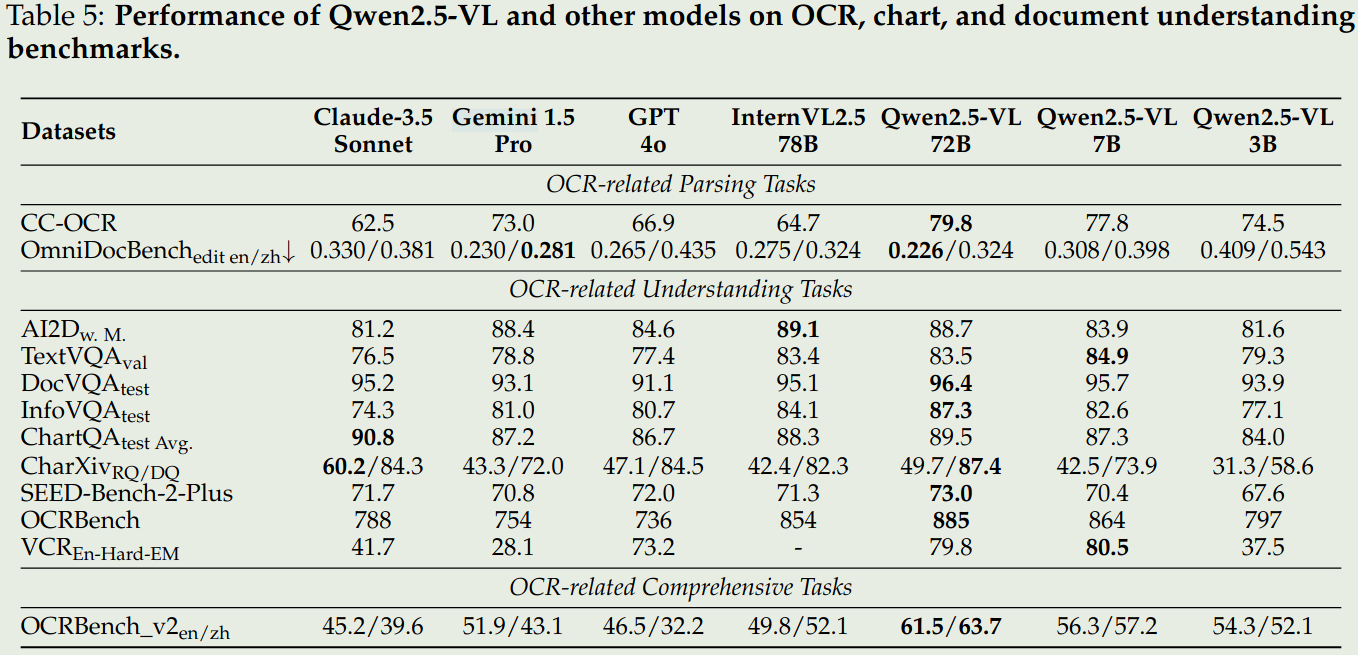 Table 5: Performance of Qwen2.5-VL and other models on OCR, chart, and document understanding
benchmarks.
Datasets Claude-3.5 Sonnet Gemini 1.5 Pro GPT 4o InternVL2.5 78B Qwen2.5-VL 72B Qwen2.5-VL 7B Qwen2.5-VL 3B
OCR-related Parsing Tasks
CC-OCR 62.5 73.0 66.9 64.7 79.8 77.8 74.5
OmniDocBench edit en/zh↓ 0.330/0.381 0.230/0.281 0.265/0.435 0.275/0.324 0.226/0.324 0.308/0.398 0.409/0.543
OCR-related Understanding Tasks
AI2D w. M. 81.2 88.4 84.6 89.1 88.7 83.9 81.6
TextVQA val 76.5 78.8 77.4 83.4 83.5 84.9 79.3
DocVQA test 95.2 93.1 91.1 95.1 96.4 95.7 93.9
InfoVQA test 74.3 81.0 80.7 84.1 87.3 82.6 77.1
ChartQA test Avg. 90.8 87.2 86.7 88.3 89.5 87.3 84.0
CharXiv RQ/DQ 60.2/84.3 43.3/72.0 47.1/84.5 42.4/82.3 49.7/87.4 42.5/73.9 31.3/58.6
SEED-Bench-2-Plus 71.7 70.8 72.0 71.3 73.0 70.4 67.6
OCRBench 788 754 736 854 885 864 797
VCR En-Hard-EM 41.7 28.1 73.2 - 79.8 80.5 37.5
OCR-related Comprehensive Tasks
OCRBench_v2 en/zh 45.2/39.6 51.9/43.1 46.5/32.2 49.8/52.1 61.5/63.7 56.3/57.2 54.3/52.1